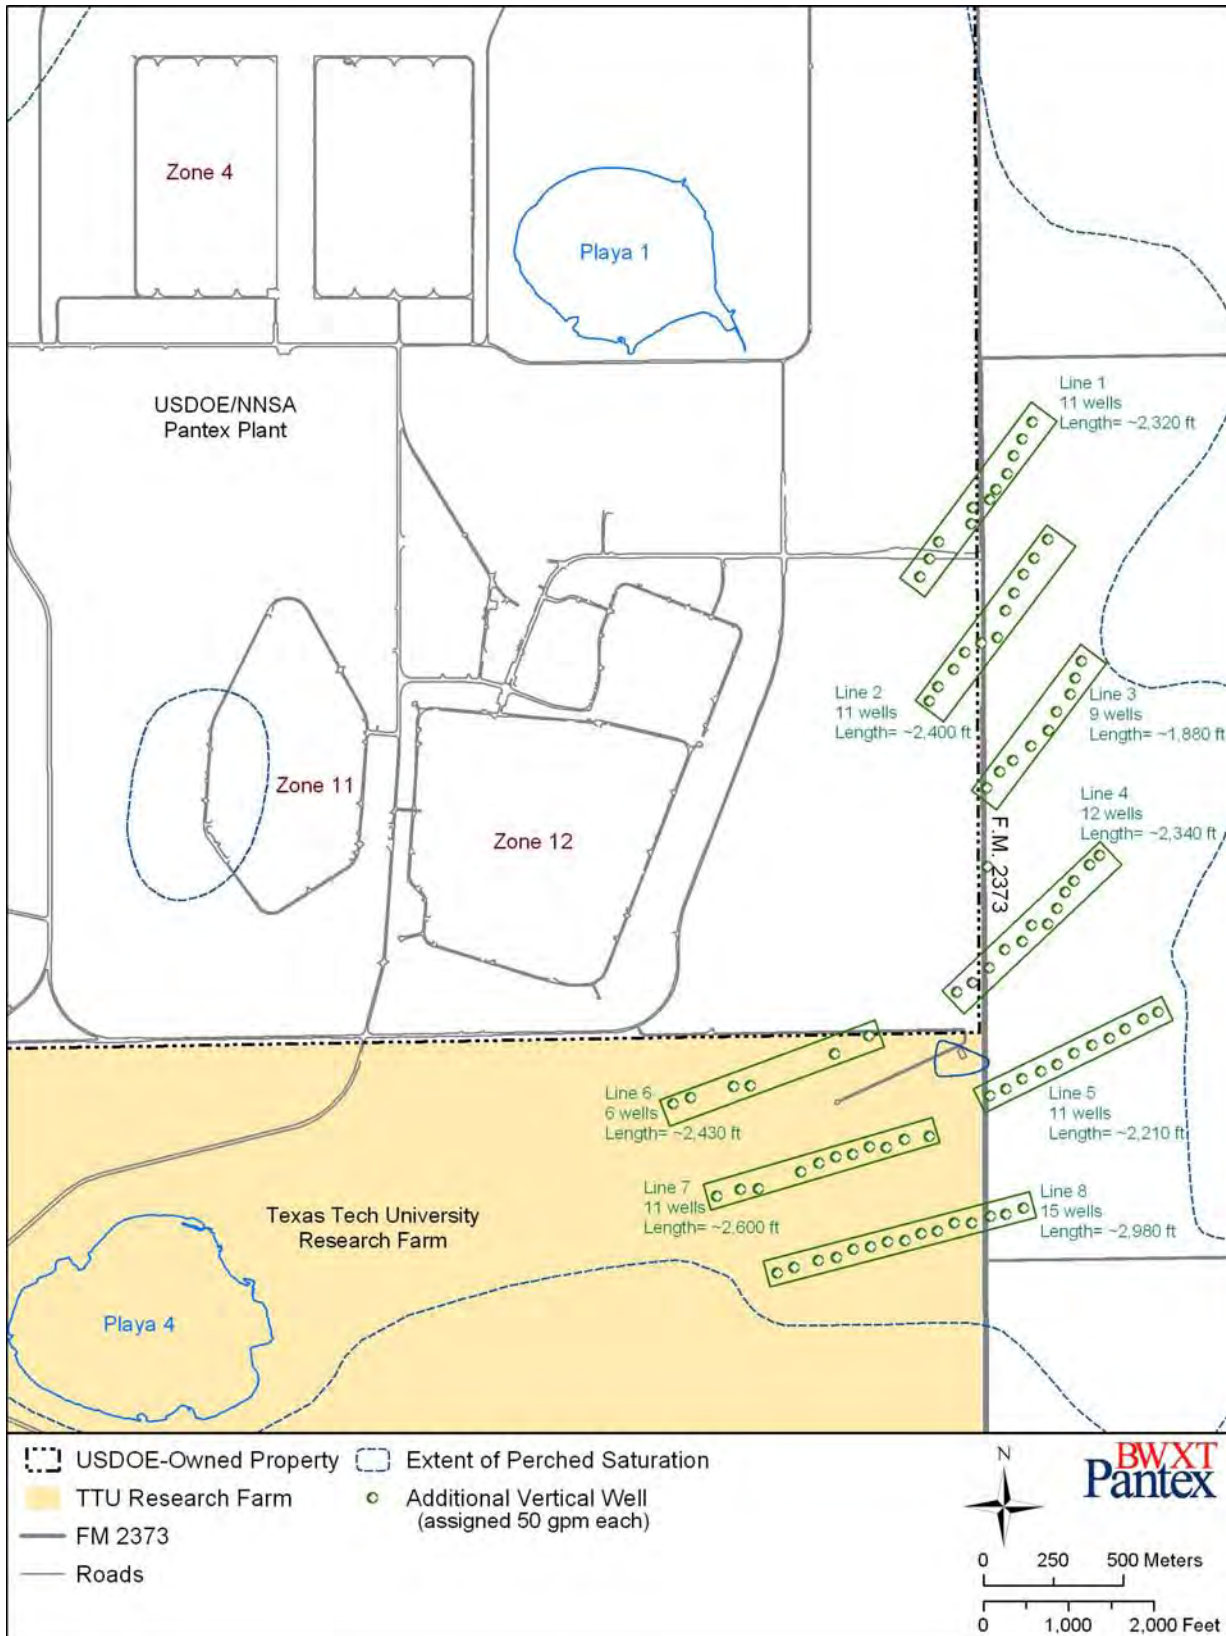 Zone 4
Playa 1
USDOE/NNSA
Pantex Plant
Line 1
11 wells
Length= ~2,320 ft
Line 2
11 wells
Length= ~2,400 ft
Line 3
9 wells
Length= ~1,880 ft
Zone 11
Zone 12
Line 4
12 wells
Length= ~2,340 ft
F.M. 2373
Line 5
11 wells
Length= ~2,210 ft
Line 6
6 wells
Length= ~2,430 ft
Line 7
11 wells
Length= ~2,600 ft
Line 8
15 wells
Length= ~2,980 ft
Texas Tech University
Research Farm
Playa 4
USDOE-Owned Property
Extent of Perched Saturation
TTU Research Farm
Additional Vertical Well
(assigned 50 gpm each)
FM 2373
Roads
N
BWXT
Pantex
0 250 500 Meters
0 1,000 2,000 Feet